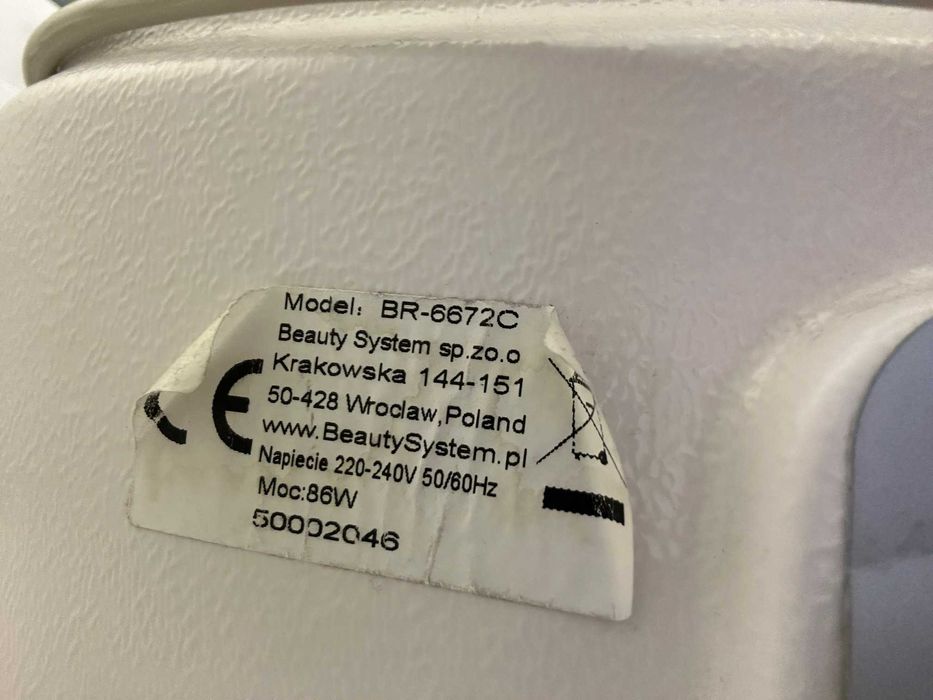 Model: BR-6672C
Beauty System sp.zo.o
Krakowska 144-151
50-428 Wroclaw,Poland
www.BeautySystem.pl
Napiecie 220-240V 50/60Hz
Moc:86W
50002046
CE